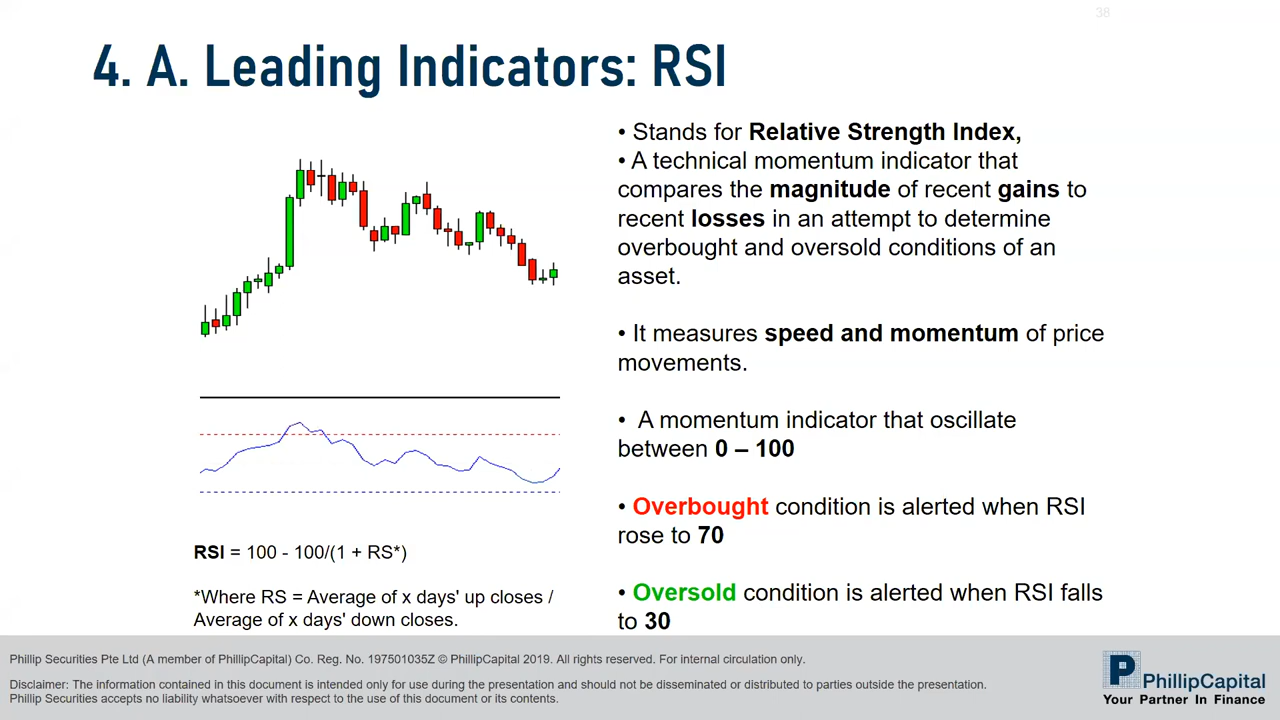 38
4. A. Leading Indicators: RSI
• Stands for Relative Strength Index,
• A technical momentum indicator that
compares the magnitude of recent gains to
recent losses in an attempt to determine
overbought and oversold conditions of an
asset.
• It measures speed and momentum of price
movements.
• A momentum indicator that oscillate
between 0 – 100
• Overbought condition is alerted when RSI
rose to 70
• Oversold condition is alerted when RSI falls
to 30
RSI = 100 - 100/(1 + RS*)
*Where RS = Average of x days' up closes /
Average of x days' down closes.
Phillip Securities Pte Ltd (A member of PhillipCapital) Co. Reg. No. 197501035Z © PhillipCapital 2019. All rights reserved. For internal circulation only.
Disclaimer: The information contained in this document is intended only for use during the presentation and should not be disseminated or distributed to parties outside the presentation.
Phillip Securities accepts no liability whatsoever with respect to the use of this document or its contents.
P
PhillipCapital
Your Partner In Finance